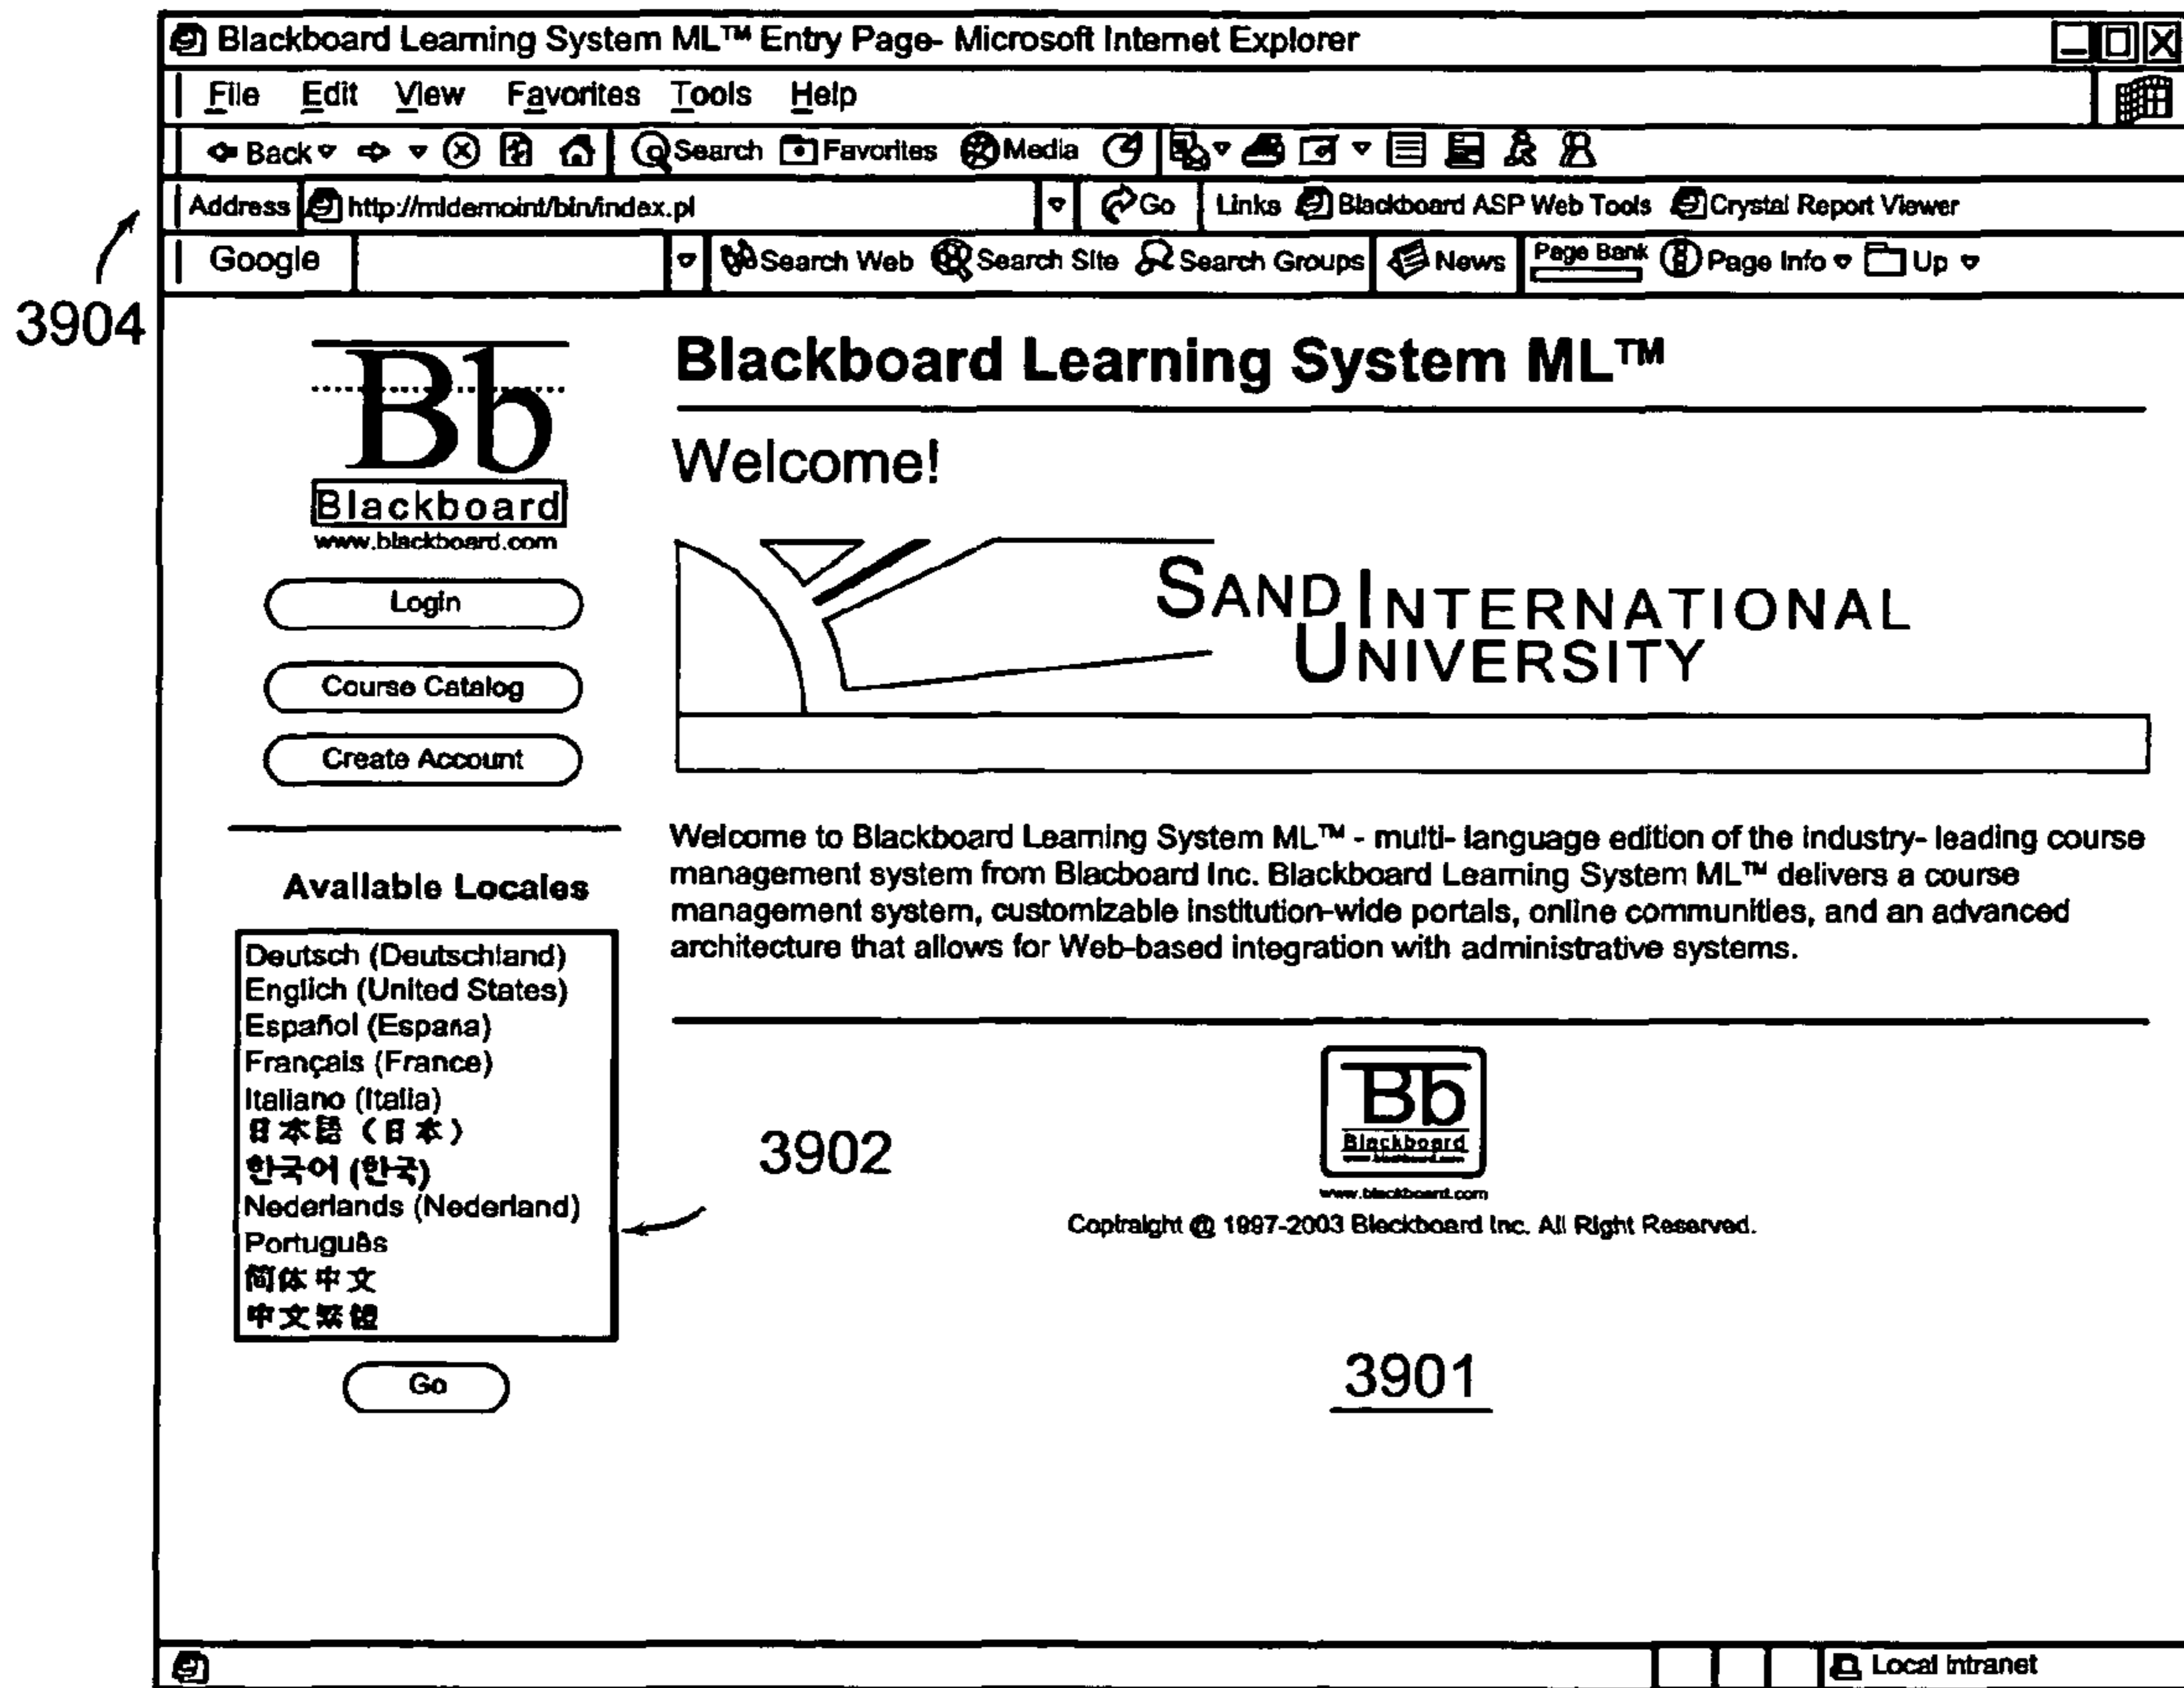 Blackboard Learning System ML™ Entry Page- Microsoft Internet Explorer
File Edit View Favorites Tools Help
Back Search Favorites Media
Address http://mldemoint/bin/index.pl Go Links Blackboard ASP Web Tools Crystal Report Viewer
Google Search Web Search Site Search Groups News Page Bank Page Info Up
3904
Bb
Blackboard
www.blackboard.com
Login
Course Catalog
Create Account
Available Locales
Deutsch (Deutschland)
Englich (United States)
Español (Espana)
Français (France)
Italiano (Italia)
日本語（日本）
한국어 (한국)
Nederlands (Nederland)
Português
简体中文
中文繁體
Go
3902
Blackboard Learning System ML™
Welcome!
SAND INTERNATIONAL
UNIVERSITY
Welcome to Blackboard Learning System ML™ - multi- language edition of the industry- leading course
management system from Blacboard Inc. Blackboard Learning System ML™ delivers a course
management system, customizable institution-wide portals, online communities, and an advanced
architecture that allows for Web-based integration with administrative systems.
Bb
Blackboard
www.blackboard.com
Coptraight @ 1997-2003 Bleckboard Inc. All Right Reserved.
3901
Local intranet